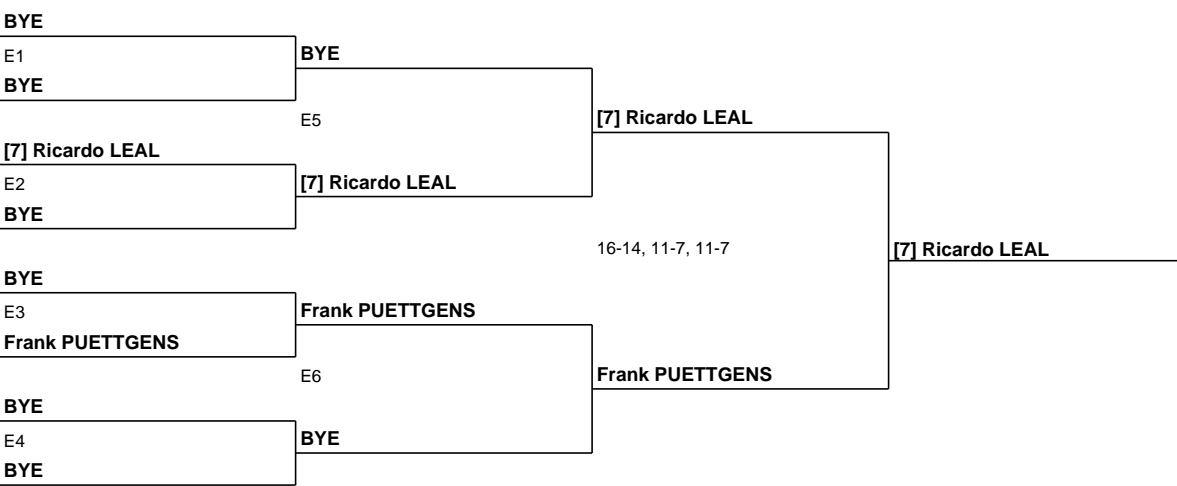 BYE
E1
BYE
BYE
E5
[7] Ricardo LEAL
[7] Ricardo LEAL
E2
[7] Ricardo LEAL
BYE
16-14, 11-7, 11-7
[7] Ricardo LEAL
BYE
E3
Frank PUETTGENS
Frank PUETTGENS
E6
Frank PUETTGENS
BYE
E4
BYE
BYE